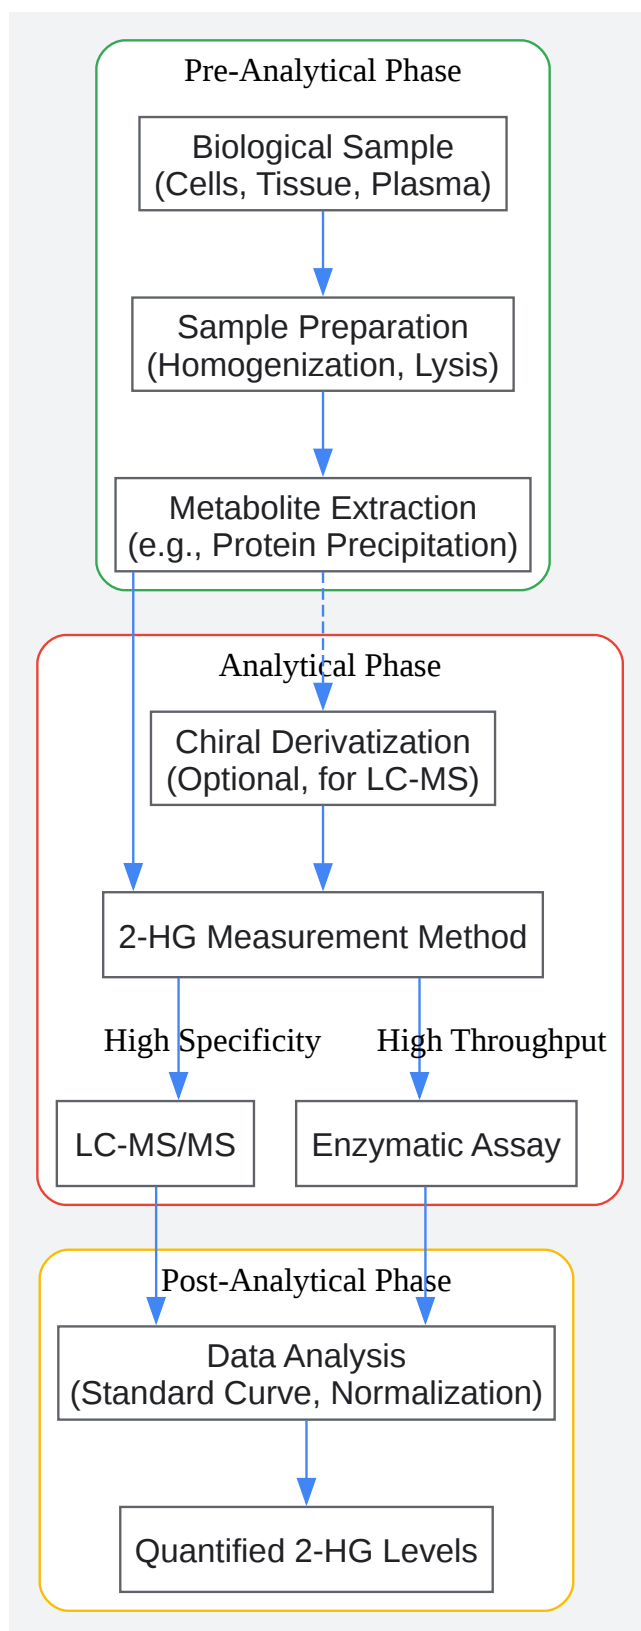 Pre-Analytical Phase
Biological Sample
(Cells, Tissue, Plasma)
Sample Preparation
(Homogenization, Lysis)
Metabolite Extraction
(e.g., Protein Precipitation)
Analytical Phase
Chiral Derivatization
(Optional, for LC-MS)
2-HG Measurement Method
High Specificity
High Throughput
LC-MS/MS
Enzymatic Assay
Post-Analytical Phase
Data Analysis
(Standard Curve, Normalization)
Quantified 2-HG Levels